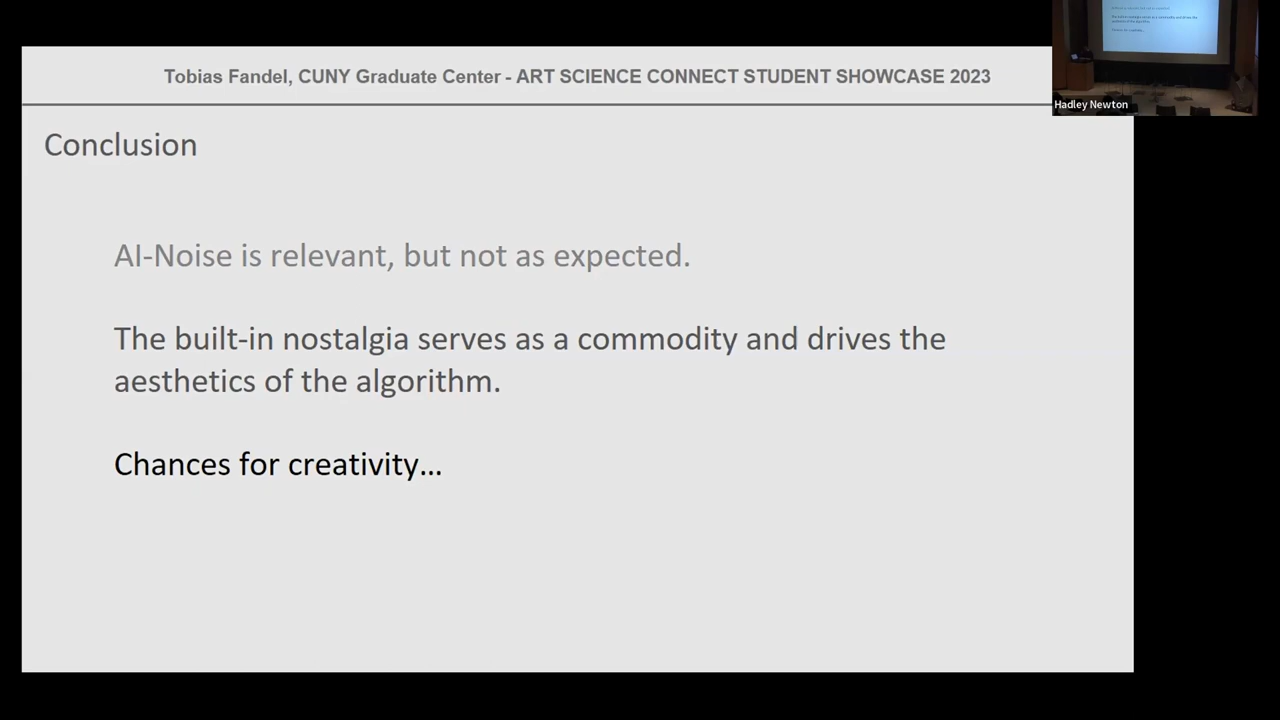 Tobias Fandel, CUNY Graduate Center - ART SCIENCE CONNECT STUDENT SHOWCASE 2023
Hadley Newton
Conclusion
AI-Noise is relevant, but not as expected.
The built-in nostalgia serves as a commodity and drives the
aesthetics of the algorithm.
Chances for creativity…